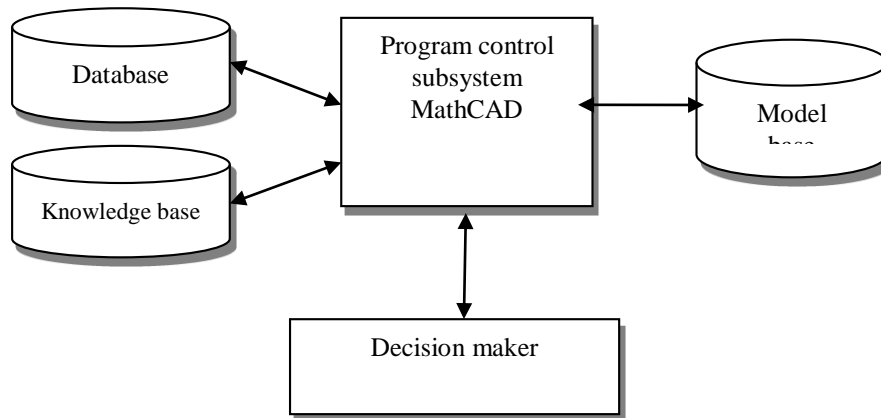 Database
Program control
subsystem
MathCAD
Model
Knowledge base
Decision maker